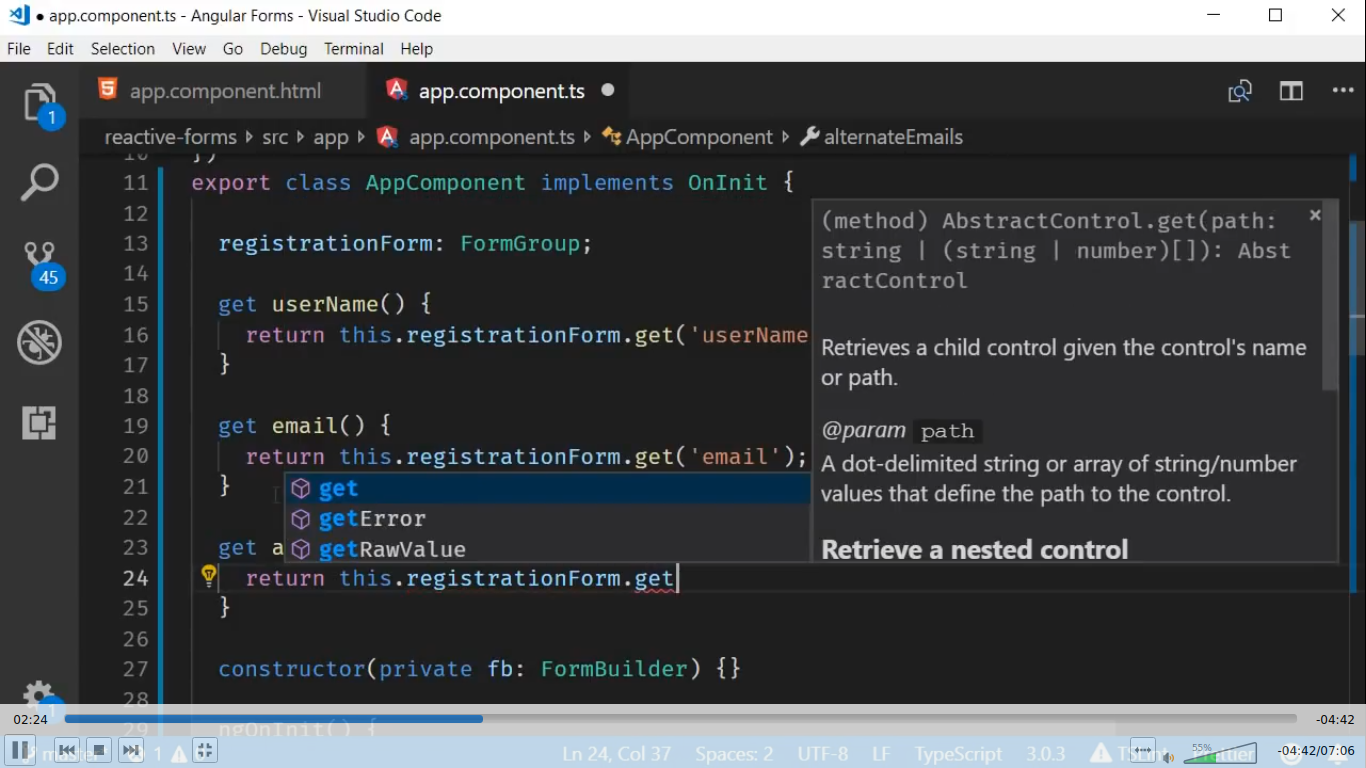 app.component.ts - Angular Forms - Visual Studio Code
File Edit Selection View Go Debug Terminal Help
app.component.html app.component.ts
reactive-forms src app app.component.ts AppComponent alternateEmails
10 })
11 export class AppComponent implements OnInit {
12
13 registrationForm: FormGroup;
14
15 get userName() {
16 return this.registrationForm.get('userName
17 }
18
19 get email() {
20 return this.registrationForm.get('email');
21 }
22
23 get a
24 return this.registrationForm.get
25 }
26
27 constructor(private fb: FormBuilder) {}
28
29 ngOnInit() {
get
getError
getRawValue
(method) AbstractControl.get(path:
string | (string | number)[]): Abst
ractControl
Retrieves a child control given the control's name
or path.
@param path
A dot-delimited string or array of string/number
values that define the path to the control.
Retrieve a nested control
1
45
1
02:24 -04:42
1 Ln 24, Col 37 Spaces: 2 UTF-8 LF TypeScript 3.0.3 55% -04:42/07:06